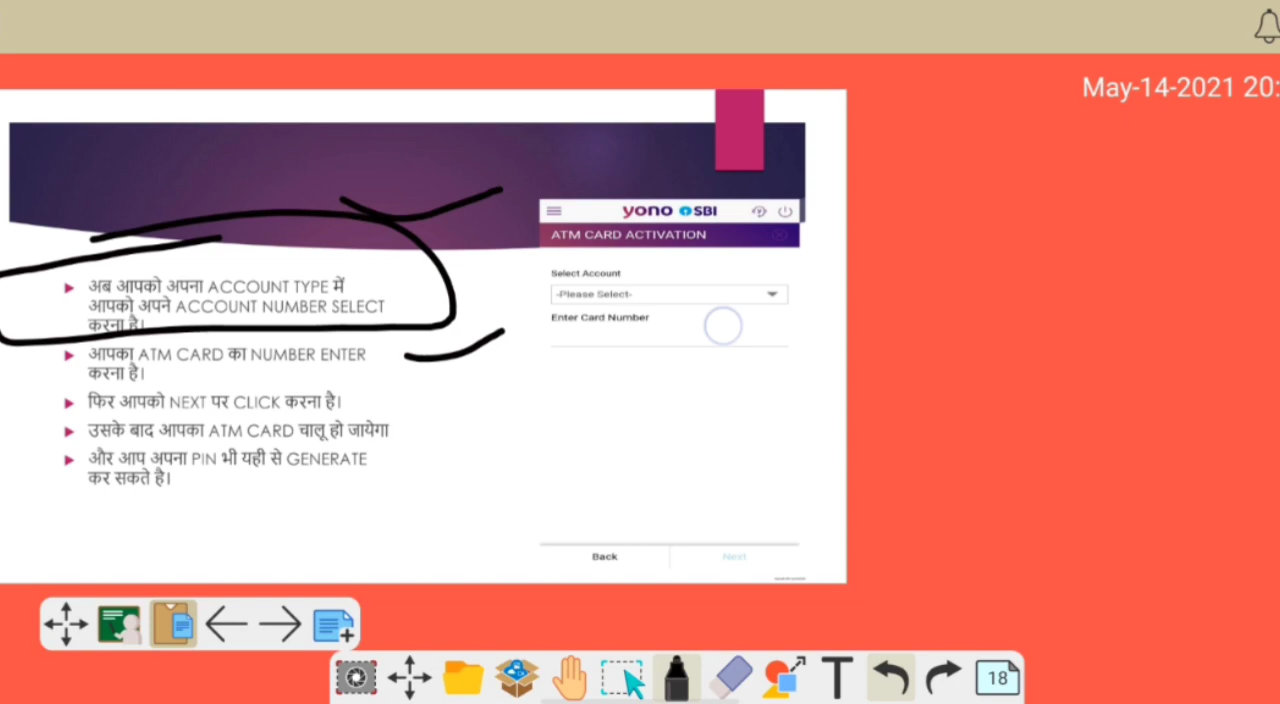 May-14-2021 20:
yono SBI
ATM CARD ACTIVATION
अब आपको अपना ACCOUNT TYPE में
आपको अपने ACCOUNT NUMBER SELECT
करना है।
आपका ATM CARD का NUMBER ENTER
करना है।
फिर आपको NEXT पर CLICK करना है।
उसके बाद आपका ATM CARD चालू हो जायेगा
और आप अपना PIN भी यही से GENERATE
कर सकते है।
Select Account
-Please Select-
Enter Card Number
Back
Next
T
18